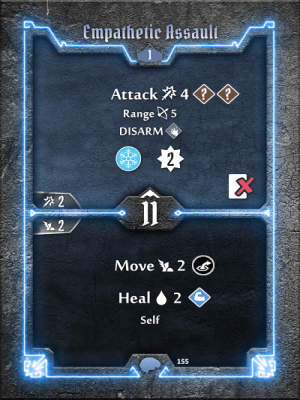 Empathetic Assault
1
Attack 4 ? ?
Range 5
DISARM
2
2
11
2
Move 2
Heal 2
Self
155